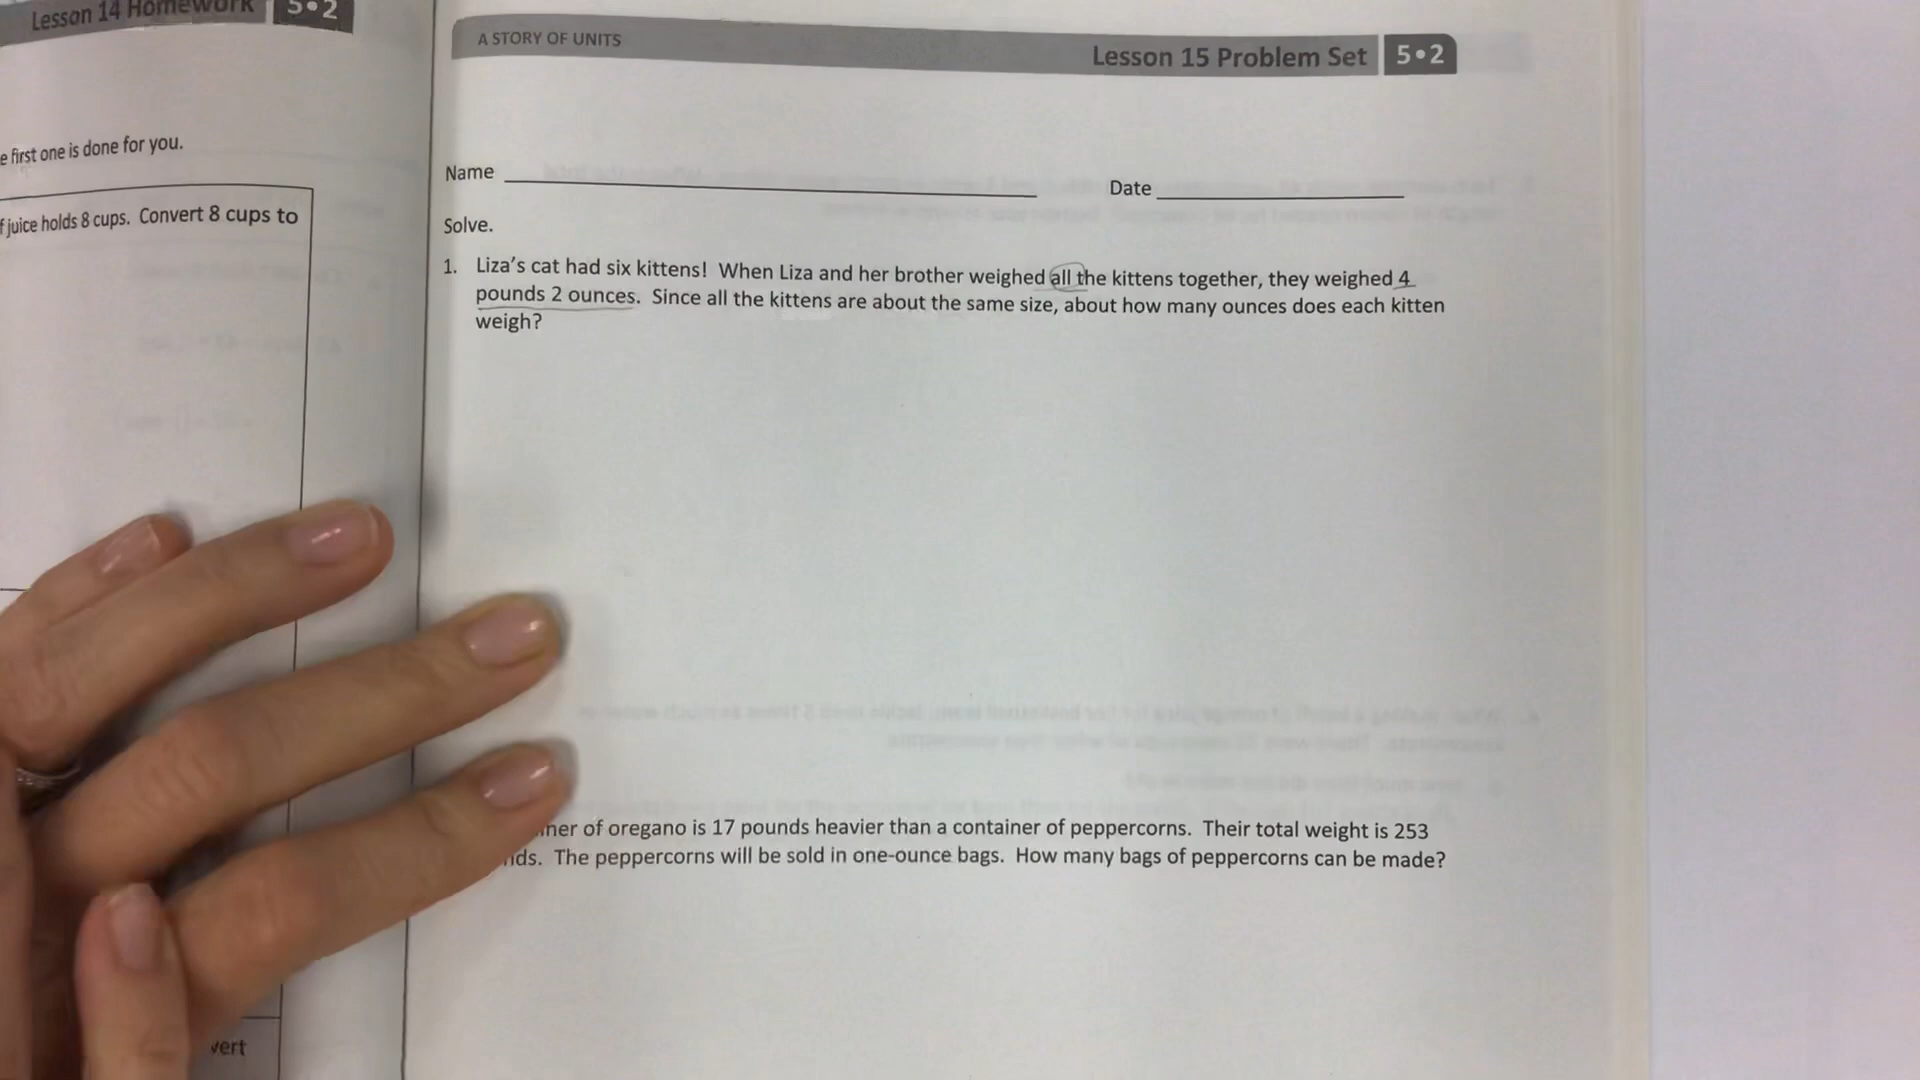 Lesson 14 Homework 5•2
e first one is done for you.
f juice holds 8 cups. Convert 8 cups to
vert
A STORY OF UNITS
Lesson 15 Problem Set 5•2
Name Date
Solve.
1. Liza's cat had six kittens! When Liza and her brother weighed all the kittens together, they weighed 4
pounds 2 ounces. Since all the kittens are about the same size, about how many ounces does each kitten
weigh?
iner of oregano is 17 pounds heavier than a container of peppercorns. Their total weight is 253
nds. The peppercorns will be sold in one-ounce bags. How many bags of peppercorns can be made?